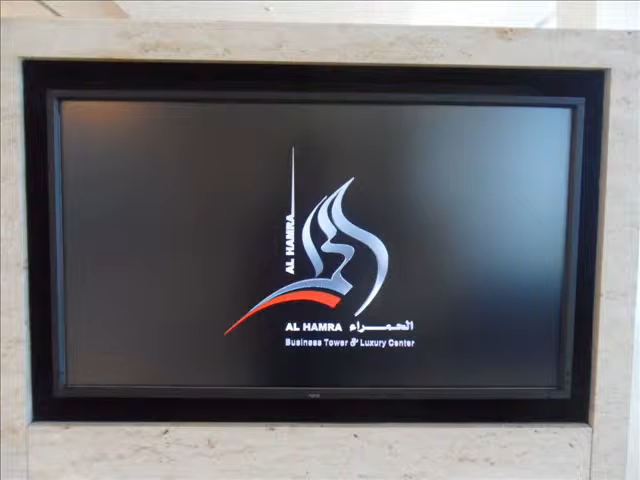 AL HAMRA
AL HAMRA الحمراء
Business Tower & Luxury Center